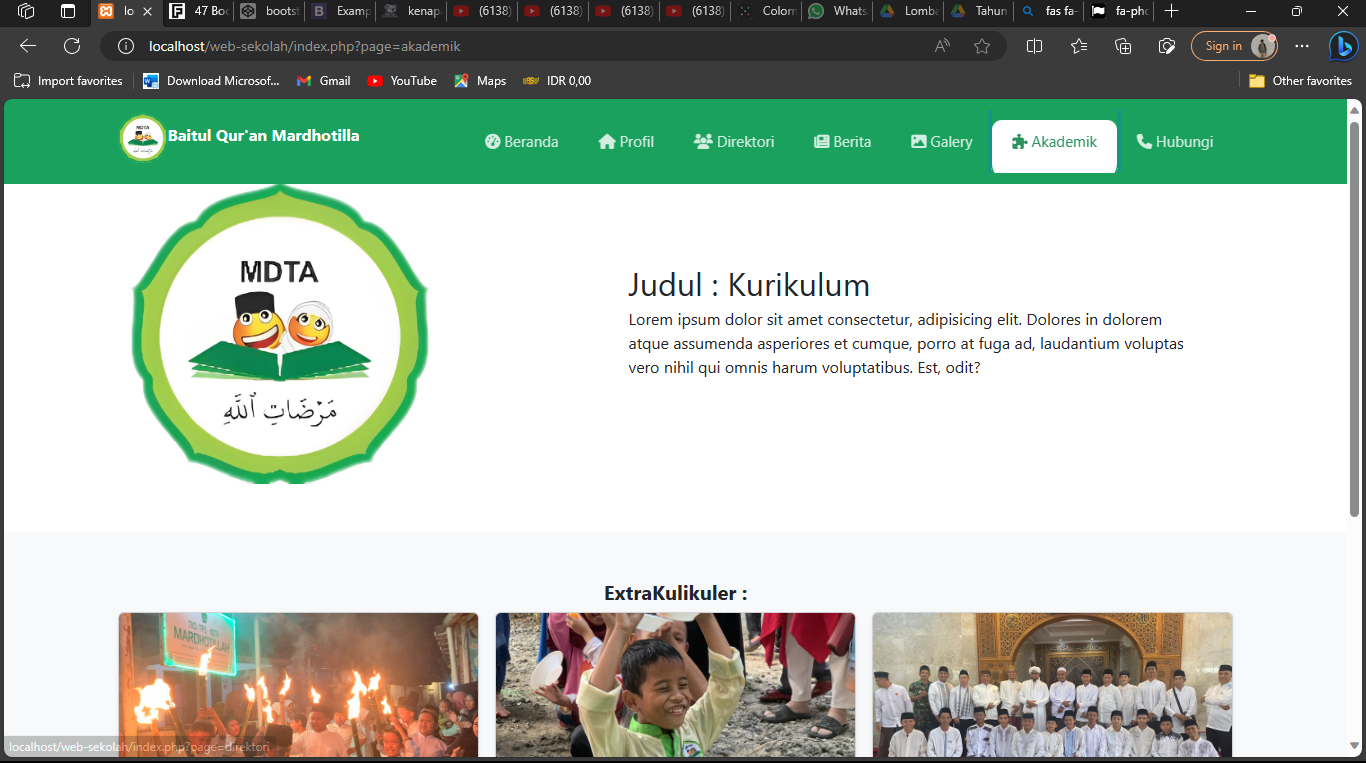 lo
47 Boo
bootst
Examp
kenap
(6138)
(6138)
(6138)
(6138)
Colorn
Whats
Lomba
Tahun
fas fa-
fa-pho
localhost/web-sekolah/index.php?page=akademik
Sign in
Import favorites
Download Microsof...
Gmail
YouTube
Maps
IDR 0,00
Other favorites
MDTA
Baitul Qur'an Mardhotilla
Beranda
Profil
Direktori
Berita
Galery
Akademik
Hubungi
MDTA
مَرْضَاتِ ٱللَّهِ
Judul : Kurikulum
Lorem ipsum dolor sit amet consectetur, adipisicing elit. Dolores in dolorem
atque assumenda asperiores et cumque, porro at fuga ad, laudantium voluptas
vero nihil qui omnis harum voluptatibus. Est, odit?
ExtraKulikuler :
MARDHOTILLAH
localhost/web-sekolah/index.php?page=direktori